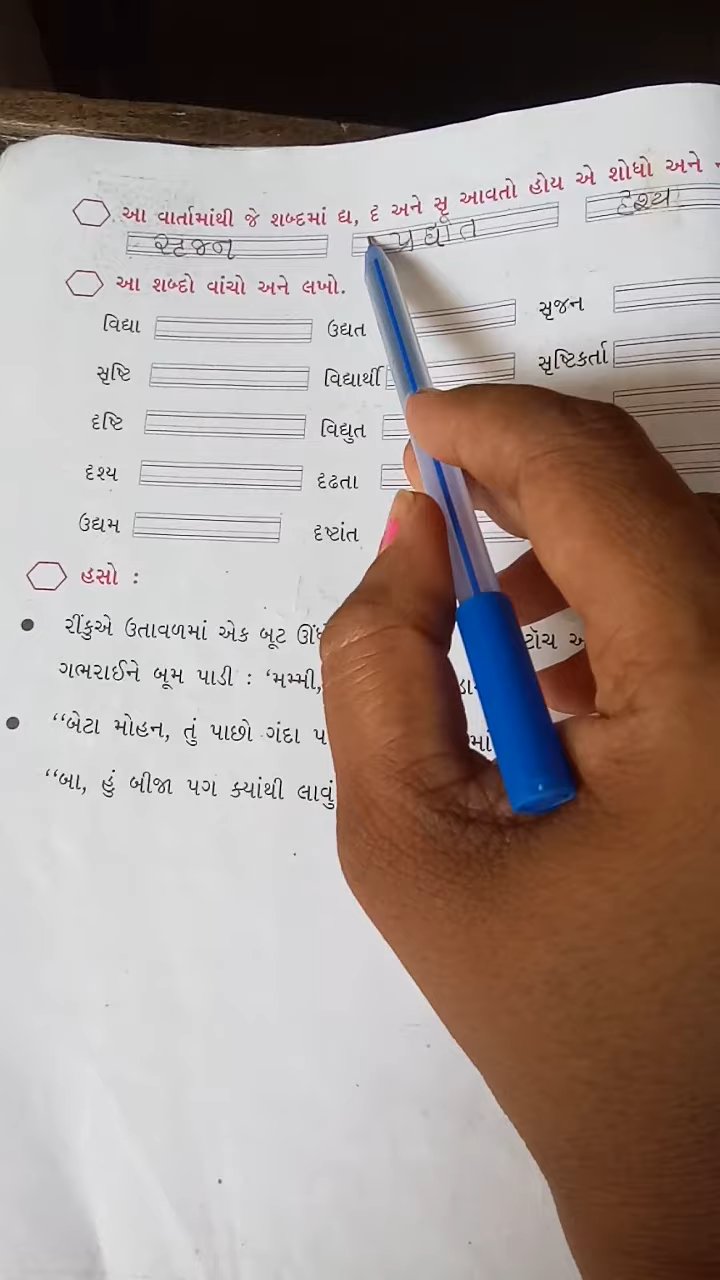 આ વાર્તામાંથી જે શબ્દમાં દ્ય, દૃ અને સૃ આવતો હોય એ શોધો અને
સૃજન દૃશ્ય
આ શબ્દો વાંચો અને લખો.
વિદ્યા ઉદ્યત સૃજન
સૃષ્ટિ વિદ્યાર્થી સૃષ્ટિકર્તા
દૃષ્ટિ વિદ્યુત
દૃશ્ય દૃઢતા
ઉદ્યમ દૃષ્ટાંત
હસો :
રીંકુએ ઉતાવળમાં એક બૂટ ટૉચ
ગભરાઈને બૂમ પાડી : ‘મમ્મી,
“બેટા મોહન, તું પાછો ગંદા
“બા, હું બીજા પગ ક્યાંથી લાવું